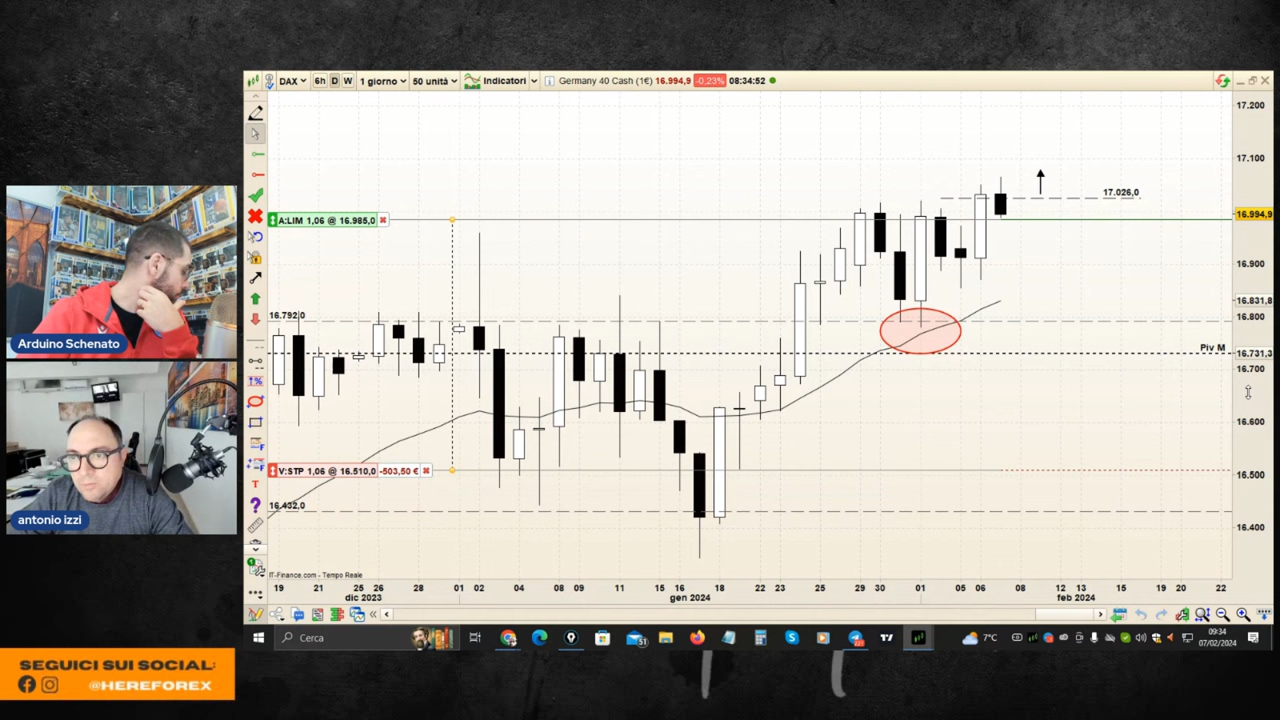 DAX 6h D W 1 giorno 50 unità Indicatori Germany 40 Cash (1€) 16.994,9 -0,23% 08:34:52
17.200
17.100
17.026,0
16.994,9
A:LIM 1,06 @ 16.985,0
16.900
16.831,8
16.792,0
16.800
Piv M
16.731,3
16.700
16.600
V:STP 1,06 @ 16.510,0 -503,50 €
16.500
16.432,0
16.400
IT-Finance.com - Tempo Reale
19 21 25 26 28 01 02 04 08 09 11 15 16 18 22 23 25 29 30 01 05 06 08 12 13 15 19 20 22
dic 2023 gen 2024 feb 2024
Cerca
51
7°C
09:34
07/02/2024
Arduino Schenato
antonio izzi
SEGUICI SUI SOCIAL:
@HEREFOREX